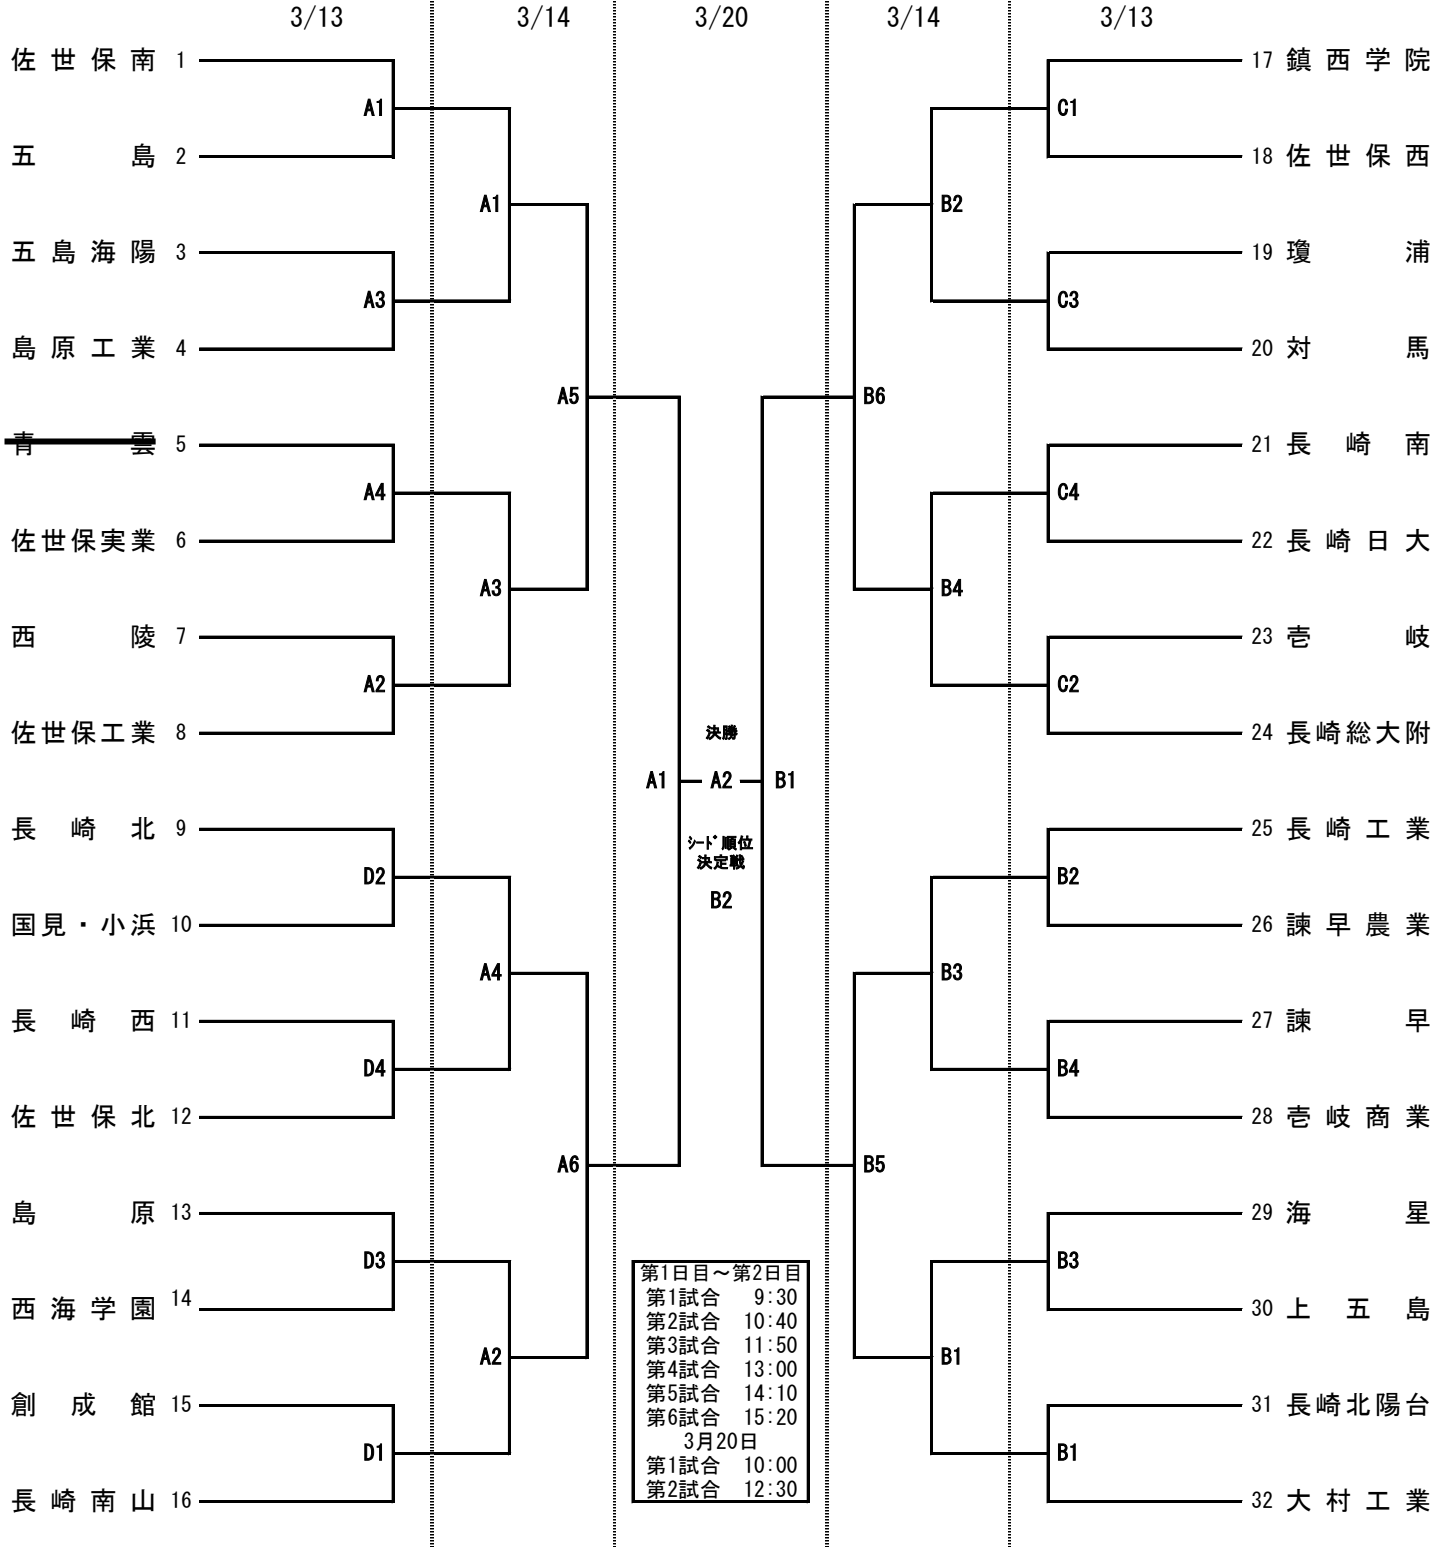 3/13 3/14 3/20 3/14 3/13
佐世保南 1
17 鎮西学院
A1
C1
五島 2
18 佐世保西
A1
B2
五島海陽 3
19 瓊浦
A3
C3
島原工業 4
20 対馬
A5
B6
青雲 5
21 長崎南
A4
C4
佐世保実業 6
22 長崎日大
A3
B4
西陵 7
23 壱岐
A2
C2
佐世保工業 8
24 長崎総大附
決勝
A1 A2 B1
長崎北 9
25 長崎工業
ｼｰﾄﾞ順位
決定戦
D2
B2
国見・小浜 10
B2
26 諫早農業
A4
B3
長崎西 11
27 諫早
D4
B4
佐世保北 12
28 壱岐商業
A6
B5
島原 13
29 海星
D3
B3
西海学園 14
30 上五島
A2
B1
創成館 15
31 長崎北陽台
D1
B1
長崎南山 16
32 大村工業
第1日目～第2日目
第1試合 9:30
第2試合 10:40
第3試合 11:50
第4試合 13:00
第5試合 14:10
第6試合 15:20
3月20日
第1試合 10:00
第2試合 12:30